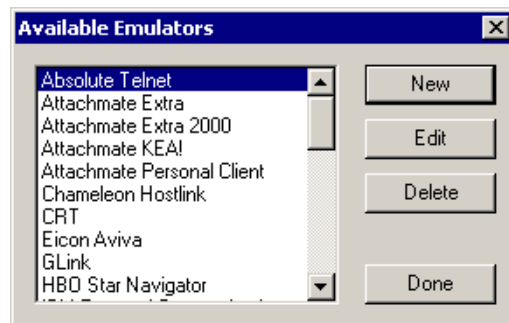 Available Emulators
Absolute Telnet
Attachmate Extra
Attachmate Extra 2000
Attachmate KEA!
Attachmate Personal Client
Chameleon Hostlink
CRT
Eicon Aviva
GLink
HBO Star Navigator
New
Edit
Delete
Done